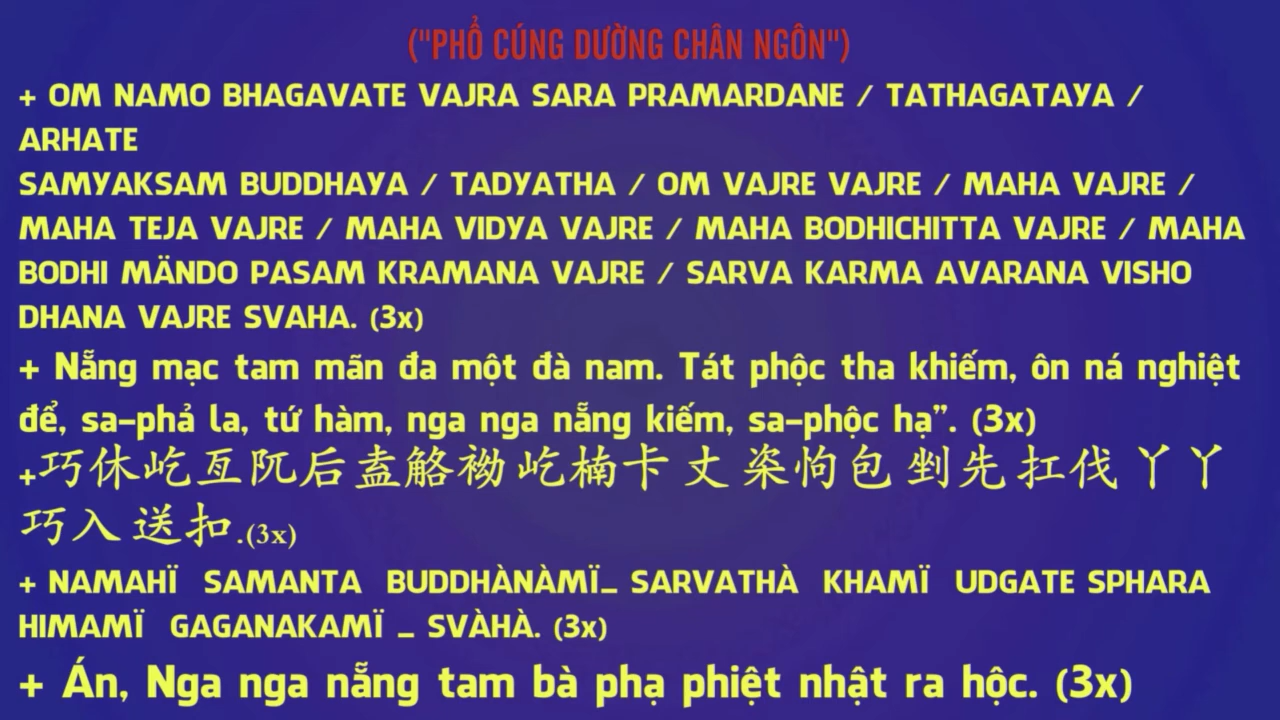 ("PHỔ CÚNG DƯỜNG CHÂN NGÔN")
+ OM NAMO BHAGAVATE VAJRA SARA PRAMARDANE / TATHAGATAYA /
ARHATE
SAMYAKSAM BUDDHAYA / TADYATHA / OM VAJRE VAJRE / MAHA VAJRE /
MAHA TEJA VAJRE / MAHA VIDYA VAJRE / MAHA BODHICHITTA VAJRE / MAHA
BODHI MÄNDO PASAM KRAMANA VAJRE / SARVA KARMA AVARANA VISHO
DHANA VAJRE SVAHA. (3x)
+ Nẵng mạc tam mãn đa một đà nam. Tát phộc tha khiếm, ôn ná nghiệt
để, sa-phả la, tứ hàm, nga nga nẵng kiếm, sa-phộc hạ”. (3x)
+巧休屹亙阢后盍觡袎 屹楠卡 丈 栥怐包 剉先 扛伐 丫丫
巧入 送扣.(3x)
+ NAMAHÏ SAMANTA BUDDHÀNÀMÏ_ SARVATHÀ KHAMÏ UDGATE SPHARA
HIMAMÏ GAGANAKAMÏ _ SVÀHÀ. (3x)
+ Án, Nga nga nẵng tam bà phạ phiệt nhật ra hộc. (3x)